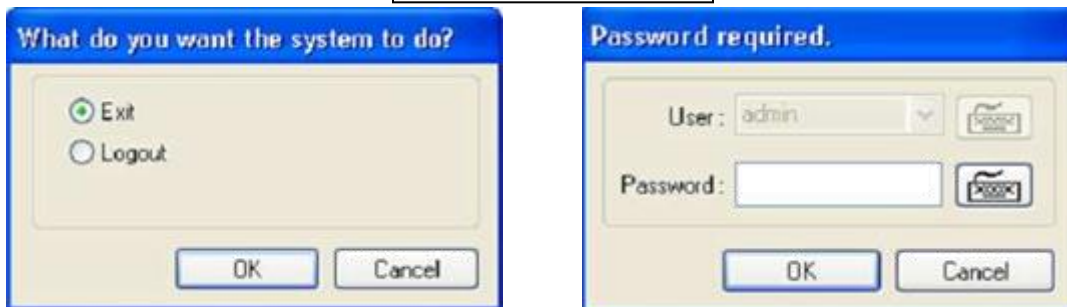 What do you want the system to do?
Exit
Logout
OK Cancel
Password required.
User : admin
Password :
OK Cancel